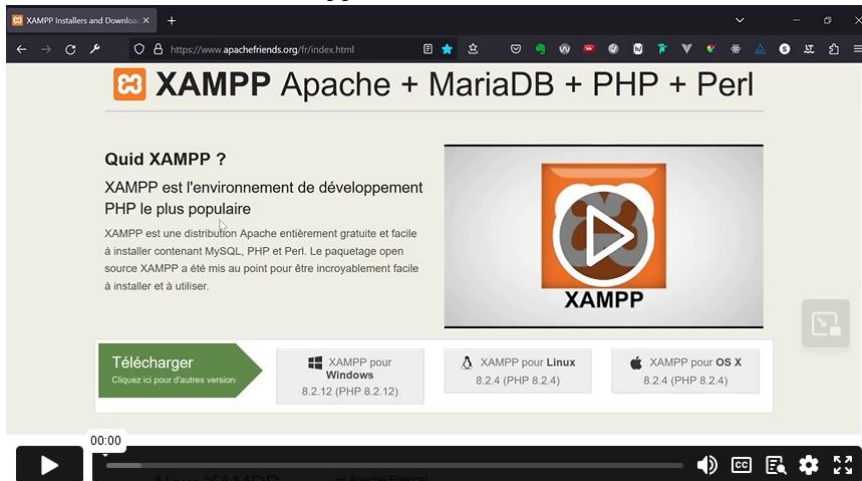 XAMPP Installers and Downloa
https://www.apachefriends.org/fr/index.html
XAMPP Apache + MariaDB + PHP + Perl
Quid XAMPP ?
XAMPP est l'environnement de développement
PHP le plus populaire
XAMPP est une distribution Apache entièrement gratuite et facile
à installer contenant MySQL, PHP et Perl. Le paquetage open
source XAMPP a été mis au point pour être incroyablement facile
à installer et à utiliser.
XAMPP
Télécharger
Cliquez ici pour d'autres version
XAMPP pour
Windows
8.2.12 (PHP 8.2.12)
XAMPP pour Linux
8.2.4 (PHP 8.2.4)
XAMPP pour OS X
8.2.4 (PHP 8.2.4)
00:00
CC